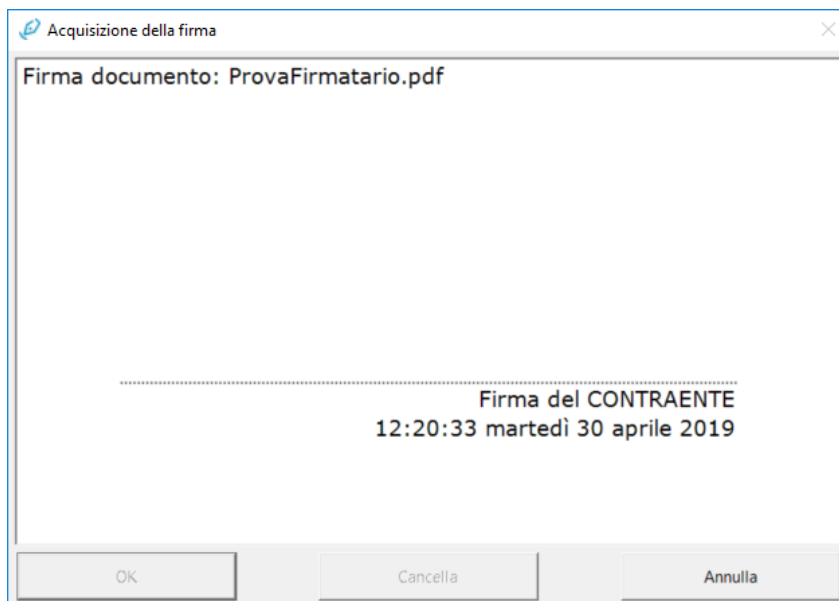 Acquisizione della firma
Firma documento: ProvaFirmatario.pdf
Firma del CONTRAENTE
12:20:33 martedì 30 aprile 2019
OK
Cancella
Annulla